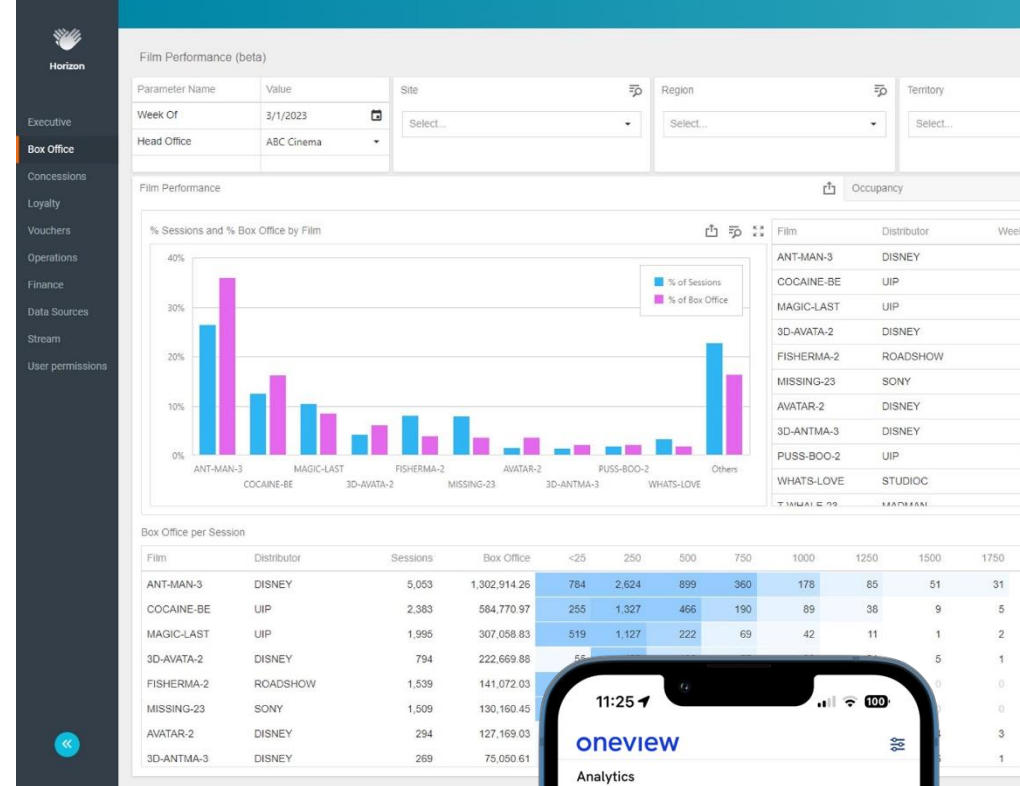 Horizon
Executive
Box Office
Concessions
Loyalty
Vouchers
Operations
Finance
Data Sources
Stream
User permissions
Film Performance (beta)
Parameter Name Value
Week Of 3/1/2023
Head Office ABC Cinema
Site
Select...
Region
Select...
Territory
Select...
Film Performance
Occupancy
% Sessions and % Box Office by Film
40%
30%
20%
10%
0%
% of Sessions
% of Box Office
ANT-MAN-3 MAGIC-LAST FISHERMA-2 AVATAR-2 PUSS-BOO-2 Others
COCAINE-BE 3D-AVATA-2 MISSING-23 3D-ANTMA-3 WHATS-LOVE
Film Distributor Week
ANT-MAN-3 DISNEY
COCAINE-BE UIP
MAGIC-LAST UIP
3D-AVATA-2 DISNEY
FISHERMA-2 ROADSHOW
MISSING-23 SONY
AVATAR-2 DISNEY
3D-ANTMA-3 DISNEY
PUSS-BOO-2 UIP
WHATS-LOVE STUDIOC
T-WHALE-23 MADMAN
Box Office per Session
Film Distributor Sessions Box Office <25 250 500 750 1000 1250 1500 1750
ANT-MAN-3 DISNEY 5,053 1,302,914.26 784 2,624 899 360 178 85 51 31
COCAINE-BE UIP 2,383 584,770.97 255 1,327 466 190 89 38 9 5
MAGIC-LAST UIP 1,995 307,058.83 519 1,127 222 69 42 11 1 2
3D-AVATA-2 DISNEY 794 222,669.88 55 5 1
FISHERMA-2 ROADSHOW 1,539 141,072.03 0 0
MISSING-23 SONY 1,509 130,160.45 0
AVATAR-2 DISNEY 294 127,169.03 3
3D-ANTMA-3 DISNEY 269 75,050.61 1
11:25
100
oneview
Analytics